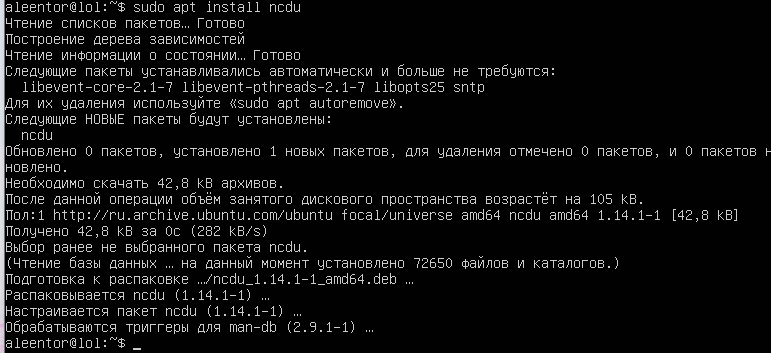 aleentor@lol:~$ sudo apt install ncdu
Чтение списков пакетов… Готово
Построение дерева зависимостей
Чтение информации о состоянии… Готово
Следующие пакеты устанавливались автоматически и больше не требуются:
  libevent-core-2.1-7 libevent-pthreads-2.1-7 libopts25 sntp
Для их удаления используйте «sudo apt autoremove».
Следующие НОВЫЕ пакеты будут установлены:
  ncdu
Обновлено 0 пакетов, установлено 1 новых пакетов, для удаления отмечено 0 пакетов, и 0 пакетов н
новлено.
Необходимо скачать 42,8 kB архивов.
После данной операции объём занятого дискового пространства возрастёт на 105 kB.
Пол:1 http://ru.archive.ubuntu.com/ubuntu focal/universe amd64 ncdu amd64 1.14.1-1 [42,8 kB]
Получено 42,8 kB за 0с (282 kB/s)
Выбор ранее не выбранного пакета ncdu.
(Чтение базы данных … на данный момент установлено 72650 файлов и каталогов.)
Подготовка к распаковке …/ncdu_1.14.1-1_amd64.deb …
Распаковывается ncdu (1.14.1-1) …
Настраивается пакет ncdu (1.14.1-1) …
Обрабатываются триггеры для man-db (2.9.1-1) …
aleentor@lol:~$ _